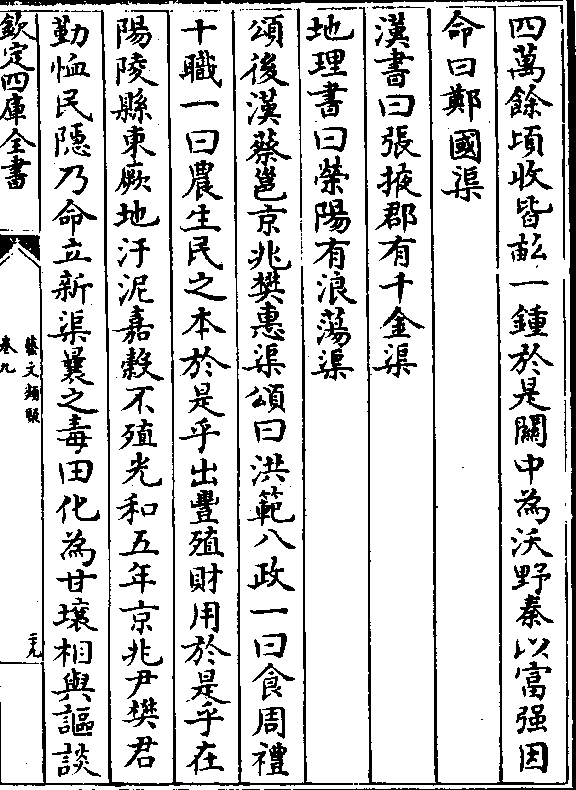 四萬餘頃收皆畝一鍾於是關中為沃野秦以富强因
命曰鄭國渠
漢書曰張掖郡有千金渠
地理書曰滎陽有浪蕩渠
頌後漢蔡邕京兆樊惠渠頌曰洪範八政一曰食周禮
十職一曰農生民之本於是乎出豐殖財用於是乎在
陽陵縣東厥地汙泥嘉穀不殖光和五年京兆尹樊君
勤恤民隱乃命立新渠曩之毒田化為甘壤相與謳談
欽定四庫全書
藝文類聚
卷九
二九